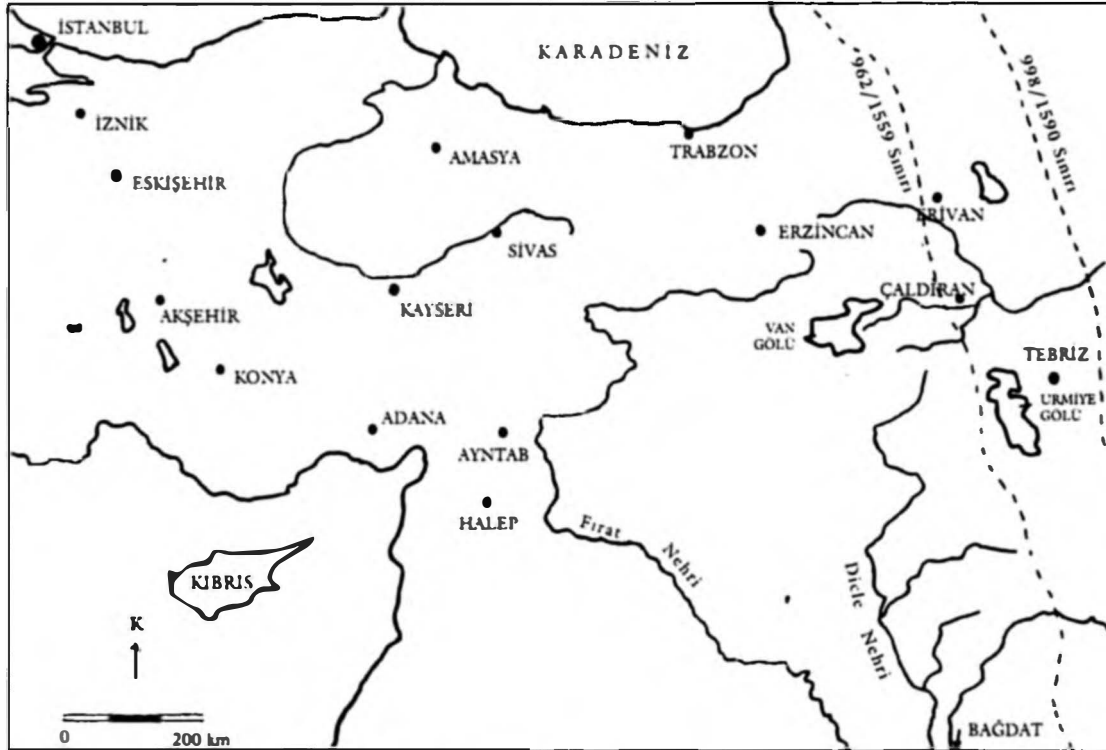 İSTANBUL
KARADENİZ
962/1559 Sınırı
998/1590 Sınırı
İZNİK
AMASYA
TRABZON
ESKİŞEHİR
ERİVAN
SİVAS
ERZİNCAN
ÇALDIRAN
AKŞEHİR
KAYSERİ
VAN
GÖLÜ
TEBRİZ
KONYA
URMİYE
GÖLÜ
ADANA
AYNTAB
HALEP
Fırat
Nehri
Dicle
Nehri
KIBRIS
K
0 200 km
BAĞDAT